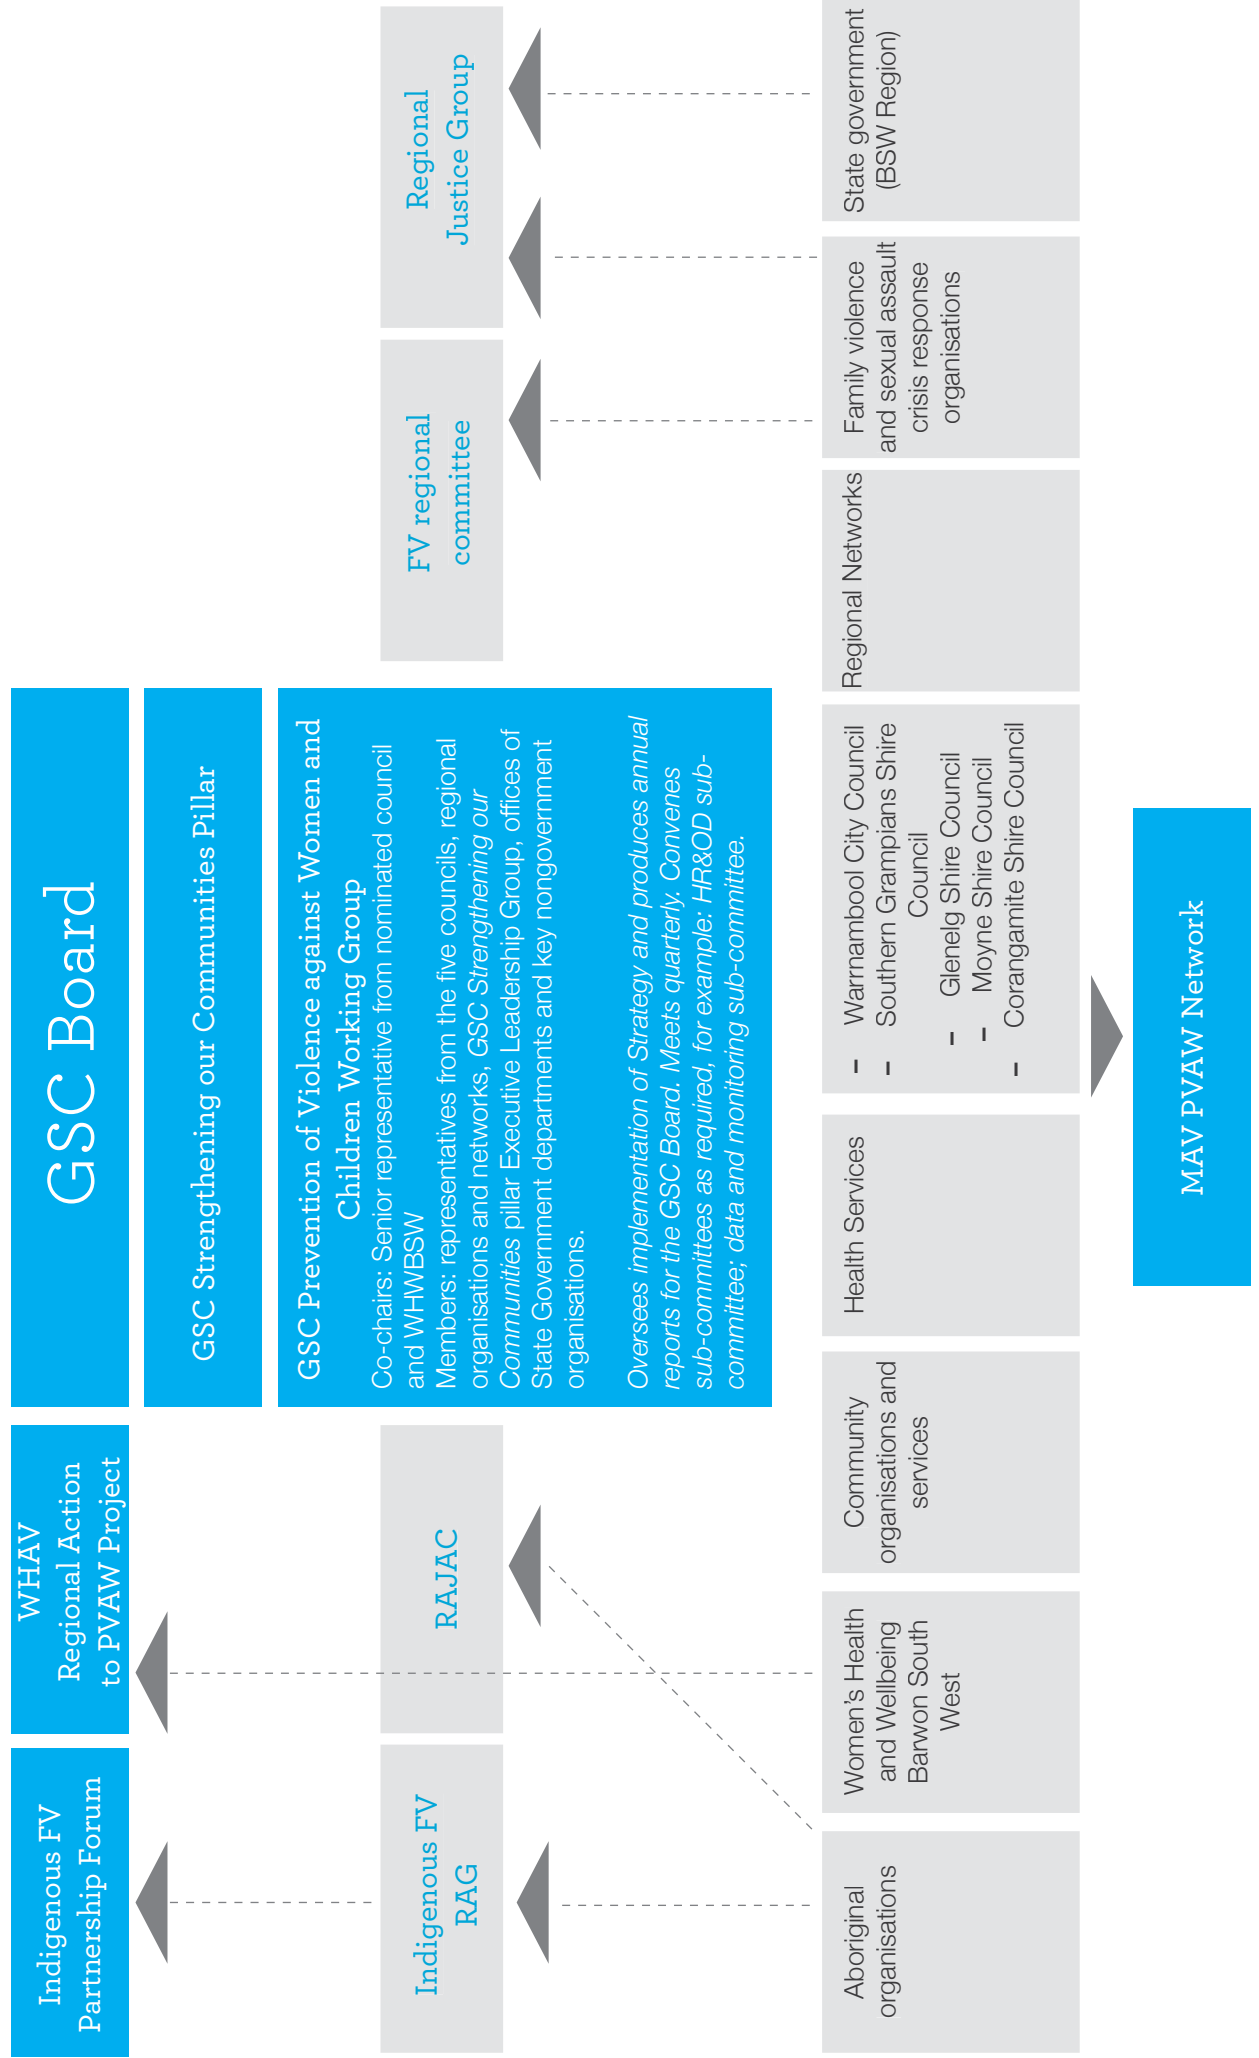 Indigenous FV
Partnership Forum
WHAV
Regional Action
to PVAW Project
GSC Board
GSC Strengthening our Communities Pillar
GSC Prevention of Violence against Women and
Children Working Group
Co-chairs: Senior representative from nominated council
and WHWBSW
Members: representatives from the five councils, regional
organisations and networks, GSC Strengthening our
Communities pillar Executive Leadership Group, offices of
State Government departments and key nongovernment
organisations.
Oversees implementation of Strategy and produces annual
reports for the GSC Board. Meets quarterly. Convenes
sub-committees as required, for example: HR&OD sub-
committee; data and monitoring sub-committee.
Indigenous FV
RAG
RAJAC
FV regional
committee
Regional
Justice Group
Aboriginal
organisations
Women's Health
and Wellbeing
Barwon South
West
Community
organisations and
services
Health Services
- Warrnambool City Council
- Southern Grampians Shire
Council
- Glenelg Shire Council
- Moyne Shire Council
- Corangamite Shire Council
Regional Networks
Family violence
and sexual assault
crisis response
organisations
State government
(BSW Region)
MAV PVAW Network